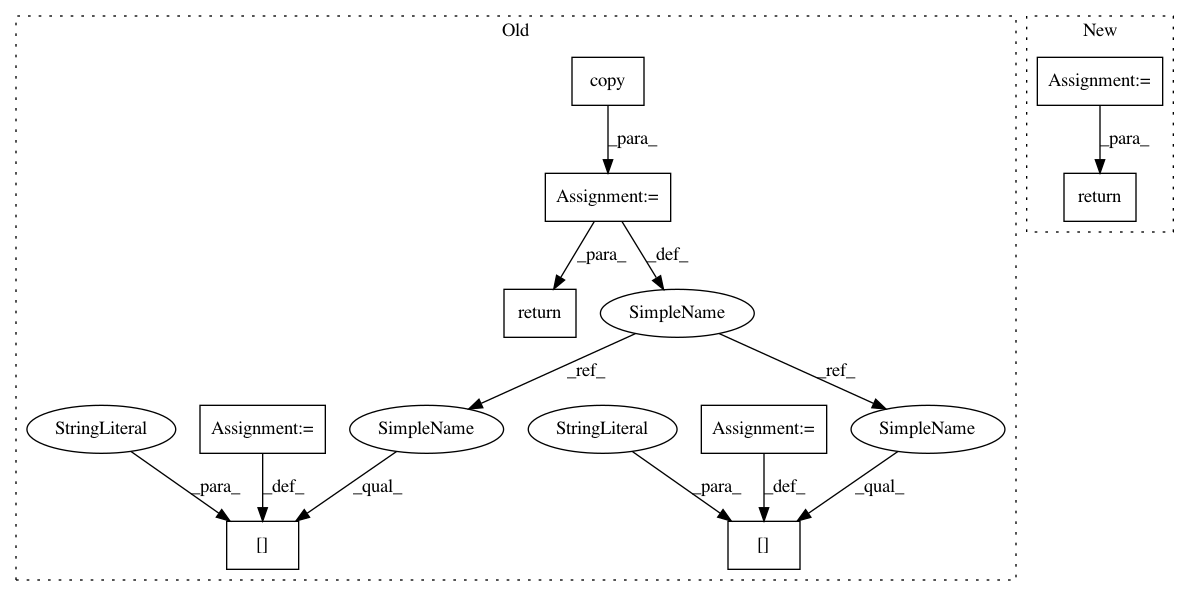 Old
New
copy
Assignment:=
_para_
_para_
Assignment:=
return
_para_
_def_
return
SimpleName
_ref_
_ref_
StringLiteral
Assignment:=
SimpleName
StringLiteral
Assignment:=
SimpleName
_para_
_def_
_qual_
_para_
_def_
_qual_
[]
[]